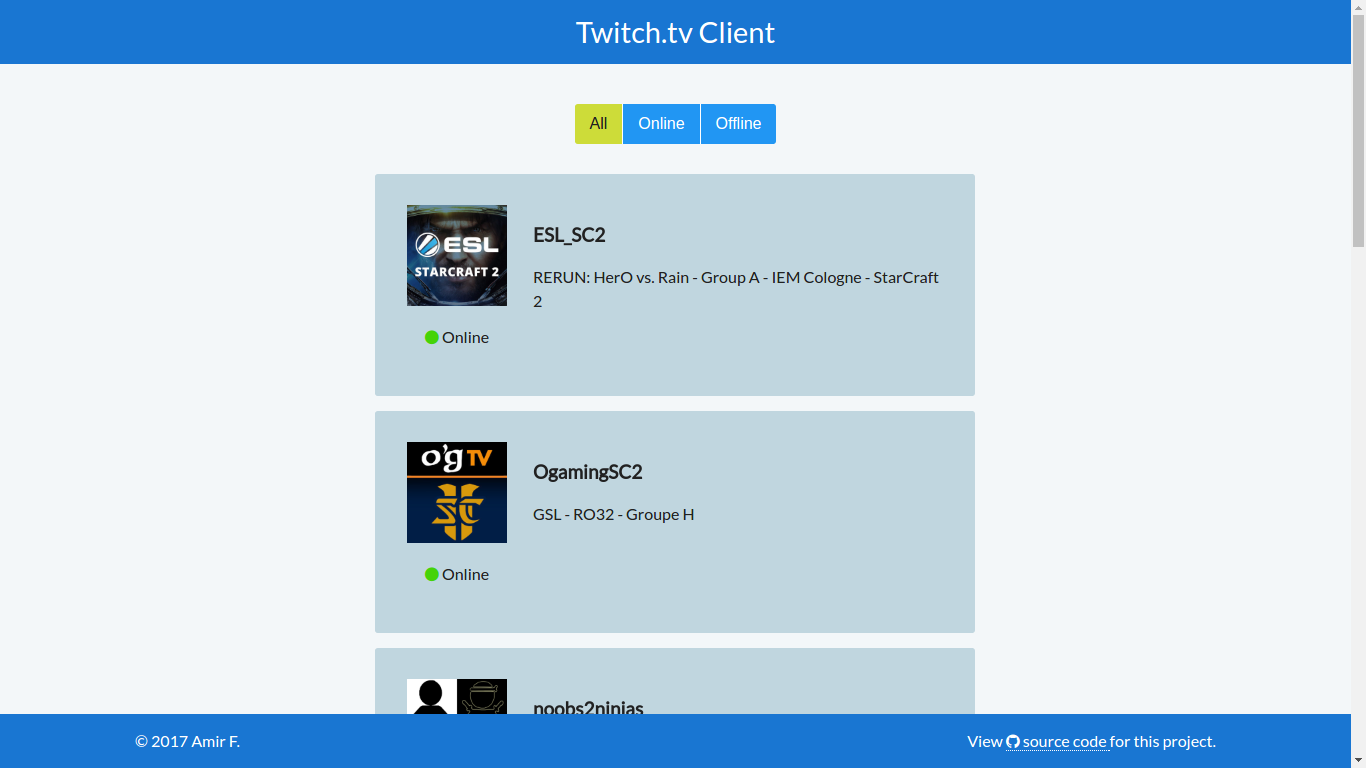 Twitch.tv Client
All Online Offline
ESL
STARCRAFT 2
ESL_SC2
RERUN: HerO vs. Rain - Group A - IEM Cologne - StarCraft
2
Online
o'g TV
SC
OgamingSC2
GSL - RO32 - Groupe H
Online
noobs2ninjas
© 2017 Amir F.
View source code for this project.